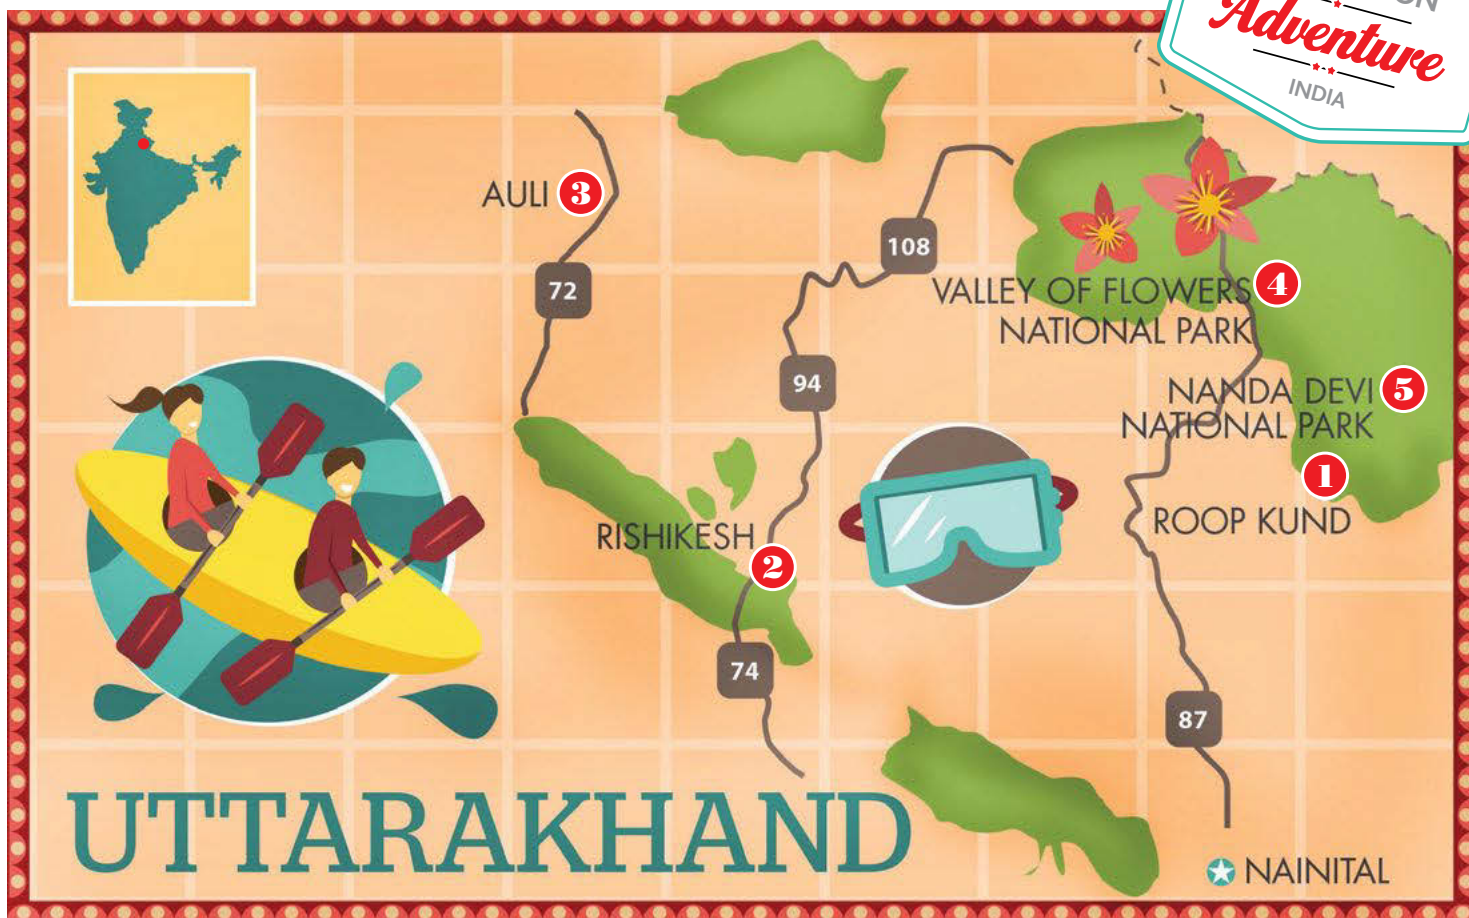 Adventure
INDIA
AULI 3
72
108
VALLEY OF FLOWERS 4
NATIONAL PARK
94
NANDA DEVI 5
NATIONAL PARK
1
ROOP KUND
RISHIKESH
2
74
87
UTTARAKHAND
NAINITAL